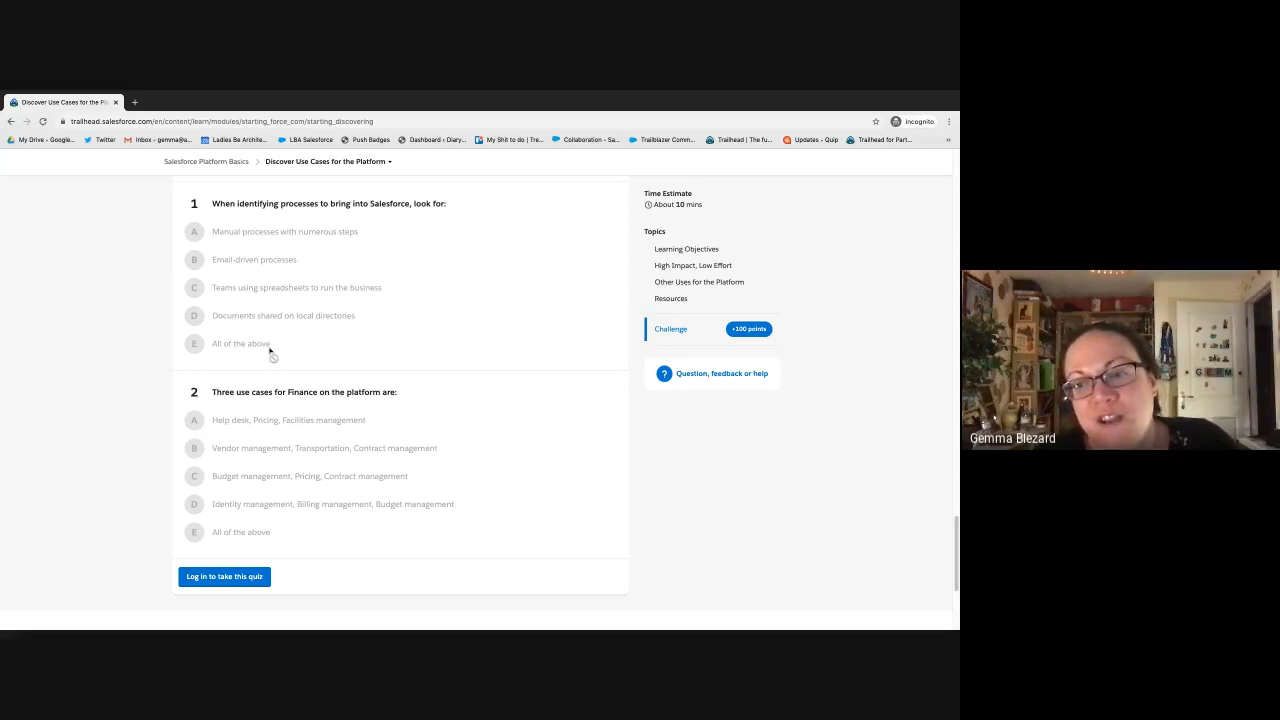 Discover Use Cases for the Pl
trailhead.salesforce.com/en/content/learn/modules/starting_force_com/starting_discovering
Incognito
My Drive - Google...
Twitter
Inbox - gemma@a...
Ladies Be Archite...
LBA Salesforce
Push Badges
Dashboard ‹ Diary...
My Shit to do | Tre...
Collaboration - Sa...
Trailblazer Comm...
Trailhead | The fu...
Updates - Quip
Trailhead for Part...
»
Salesforce Platform Basics > Discover Use Cases for the Platform
1 When identifying processes to bring into Salesforce, look for:
A Manual processes with numerous steps
B Email-driven processes
C Teams using spreadsheets to run the business
D Documents shared on local directories
E All of the above
2 Three use cases for Finance on the platform are:
A Help desk, Pricing, Facilities management
B Vendor management, Transportation, Contract management
C Budget management, Pricing, Contract management
D Identity management, Billing management, Budget management
E All of the above
Log in to take this quiz
Time Estimate
About 10 mins
Topics
Learning Objectives
High Impact, Low Effort
Other Uses for the Platform
Resources
Challenge
+100 points
? Question, feedback or help
GERM
Gemma Blezard